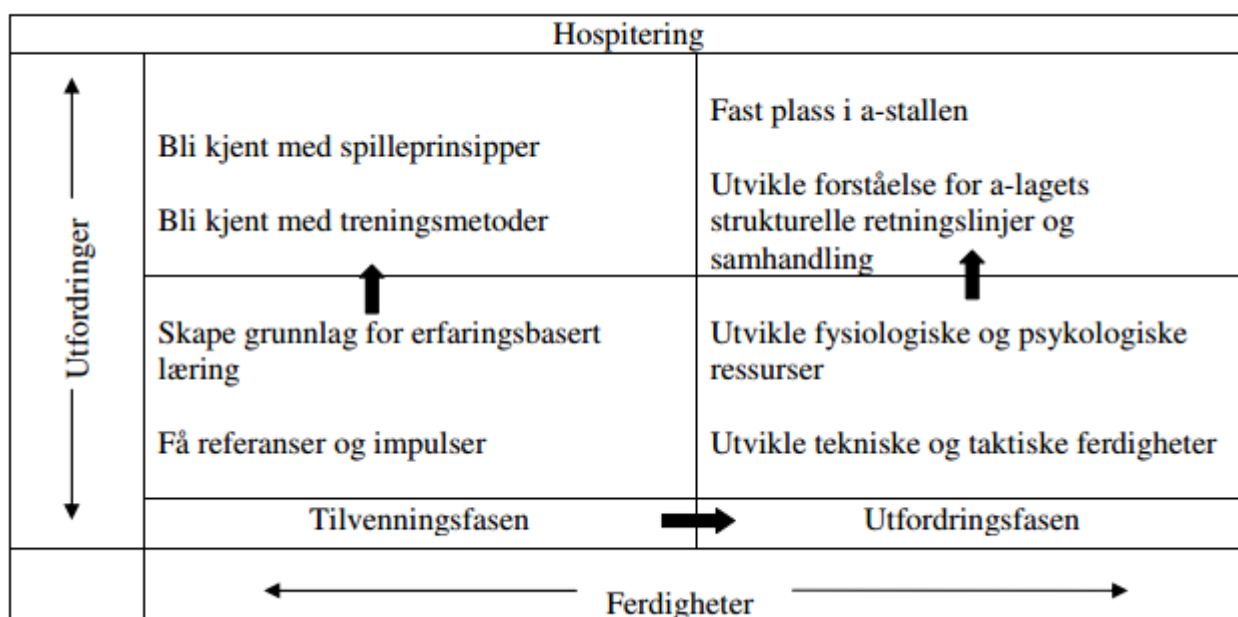 Hospitering
Utfordringer
Bli kjent med spilleprinsipper
Bli kjent med treningsmetoder
Fast plass i a-stallen
Utvikle forståelse for a-lagets
strukturelle retningslinjer og
samhandling
Skape grunnlag for erfaringsbasert
læring
Få referanser og impulser
Utvikle fysiologiske og psykologiske
ressurser
Utvikle tekniske og taktiske ferdigheter
Tilvenningsfasen
Utfordringsfasen
Ferdigheter